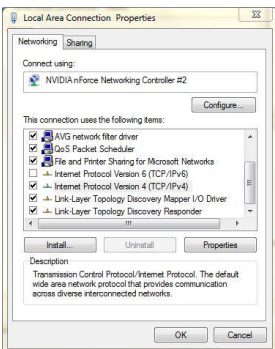 Local Area Connection Properties
Networking Sharing
Connect using:
NVIDIA nForce Networking Controller #2
Configure...
This connection uses the following items:
AVG network filter driver
QoS Packet Scheduler
File and Printer Sharing for Microsoft Networks
Internet Protocol Version 6 (TCP/IPv6)
Internet Protocol Version 4 (TCP/IPv4)
Link-Layer Topology Discovery Mapper I/O Driver
Link-Layer Topology Discovery Responder
Install... Uninstall Properties
Description
Transmission Control Protocol/Internet Protocol. The default
wide area network protocol that provides communication
across diverse interconnected networks.
OK Cancel